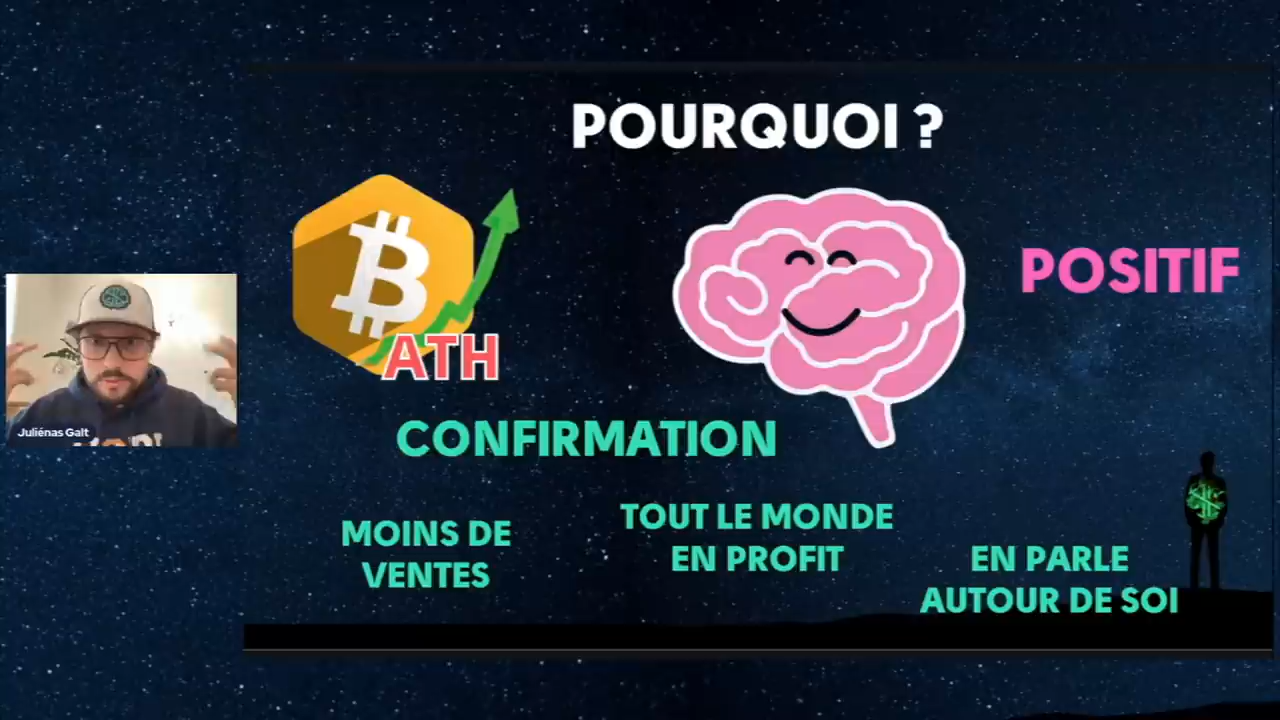 POURQUOI ?
ATH
POSITIF
CONFIRMATION
Juliénas Galt
MOINS DE
VENTES
TOUT LE MONDE
EN PROFIT
EN PARLE
AUTOUR DE SOI